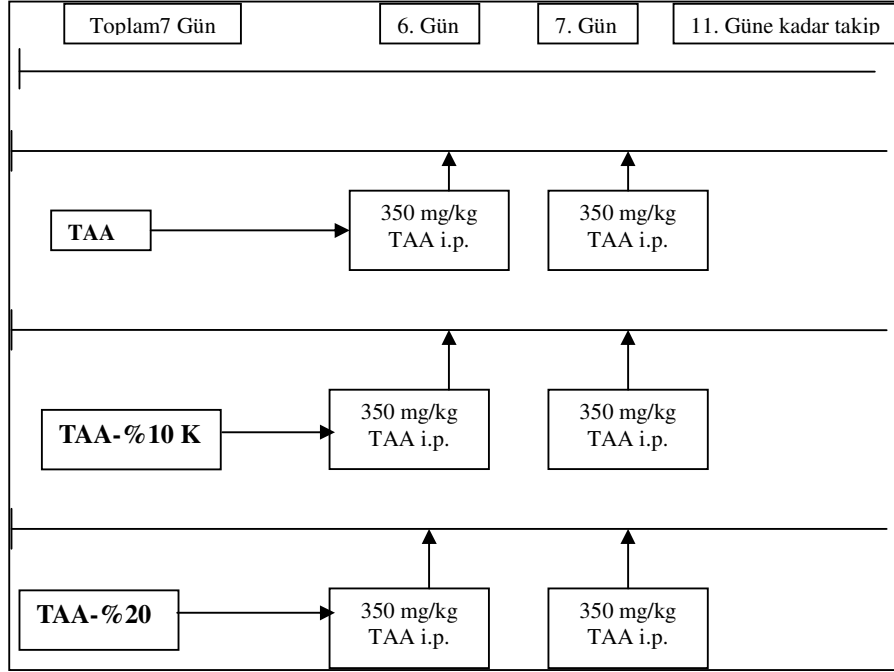 Toplam7 Gün
6. Gün
7. Gün
11. Güne kadar takip
350 mg/kg
TAA i.p.
350 mg/kg
TAA i.p.
TAA
350 mg/kg
TAA i.p.
350 mg/kg
TAA i.p.
TAA-%10 K
350 mg/kg
TAA i.p.
350 mg/kg
TAA i.p.
TAA-%20